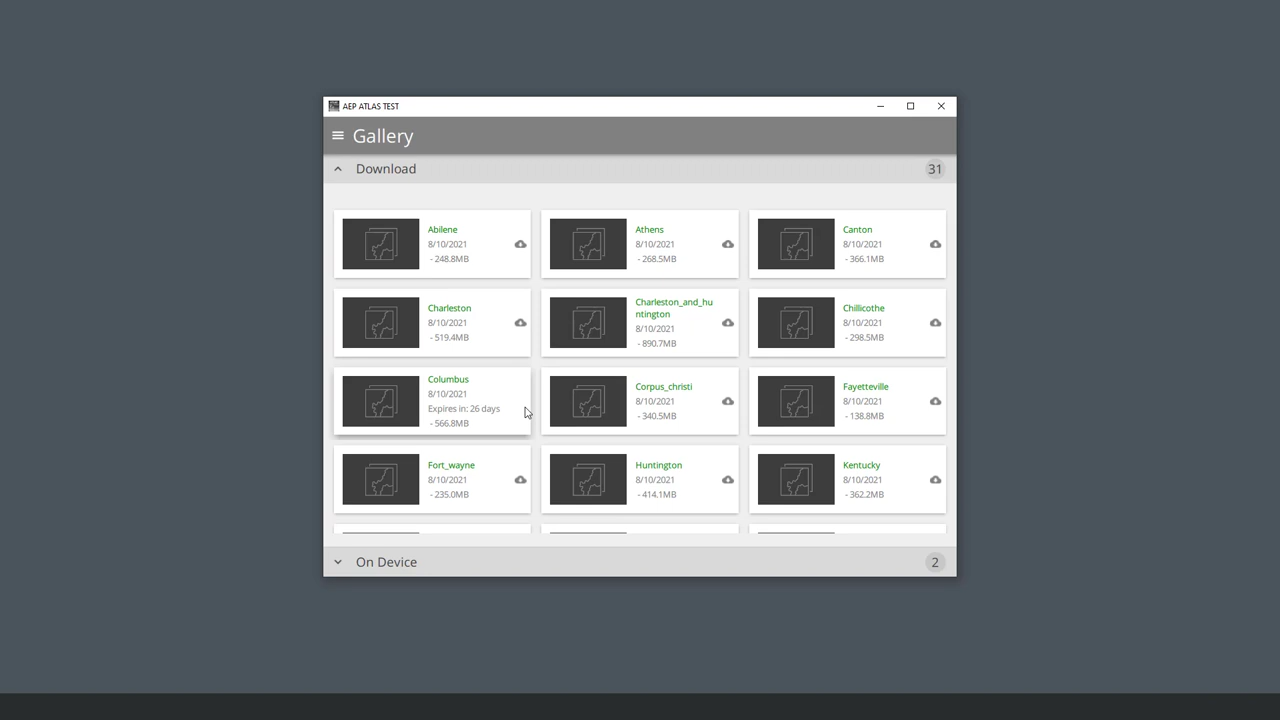 AEP ATLAS TEST
Gallery
Download 31
Abilene
8/10/2021
- 248.8MB
Athens
8/10/2021
- 268.5MB
Canton
8/10/2021
- 366.1MB
Charleston
8/10/2021
- 519.4MB
Charleston_and_hu
ntington
8/10/2021
- 890.7MB
Chillicothe
8/10/2021
- 298.5MB
Columbus
8/10/2021
Expires in: 26 days
- 566.8MB
Corpus_christi
8/10/2021
- 340.5MB
Fayetteville
8/10/2021
- 138.8MB
Fort_wayne
8/10/2021
- 235.0MB
Huntington
8/10/2021
- 414.1MB
Kentucky
8/10/2021
- 362.2MB
On Device 2